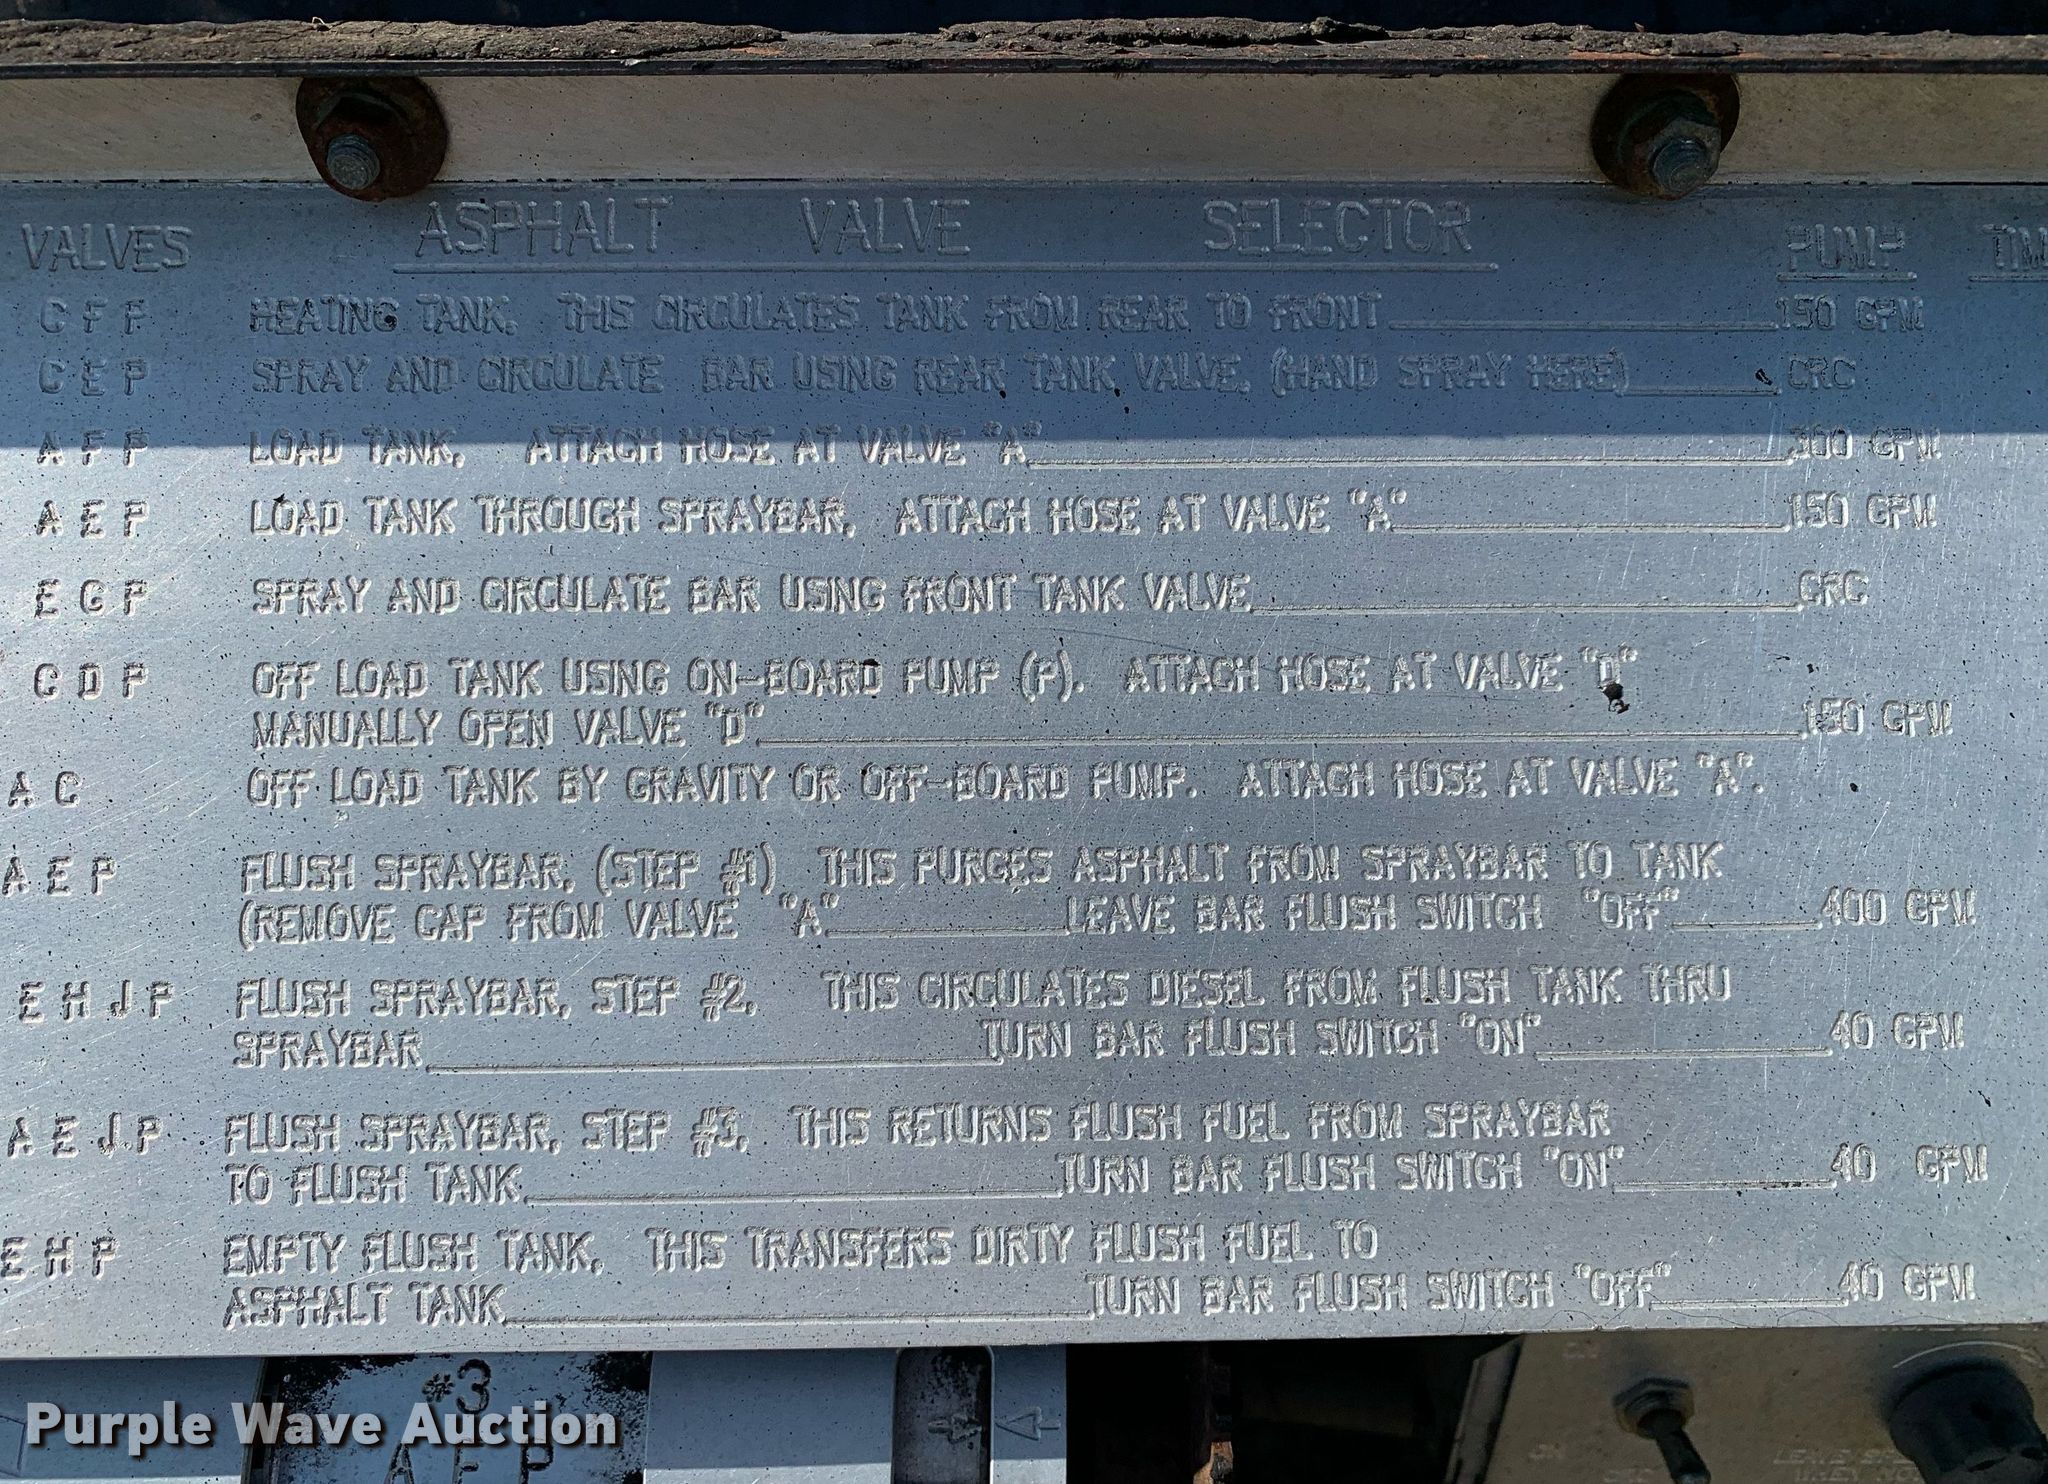 VALVES ASPHALT VALVE SELECTOR PUMP TIM
C F P HEATING TANK. THIS CIRCULATES TANK FROM REAR TO FRONT 150 GPM
C E P SPRAY AND CIRCULATE BAR USING REAR TANK VALVE. (HAND SPRAY HERE) CRC
A F P LOAD TANK. ATTACH HOSE AT VALVE "A" 300 GPM
A E P LOAD TANK THROUGH SPRAYBAR. ATTACH HOSE AT VALVE "A" 150 GPM
E G P SPRAY AND CIRCULATE BAR USING FRONT TANK VALVE CRC
C D P OFF LOAD TANK USING ON-BOARD PUMP (P). ATTACH HOSE AT VALVE "D"
MANUALLY OPEN VALVE "D" 150 GPM
A C OFF LOAD TANK BY GRAVITY OR OFF-BOARD PUMP. ATTACH HOSE AT VALVE "A".
A E P FLUSH SPRAYBAR, (STEP #1) THIS PURGES ASPHALT FROM SPRAYBAR TO TANK
(REMOVE CAP FROM VALVE "A" LEAVE BAR FLUSH SWITCH "OFF" 400 GPM
E H J P FLUSH SPRAYBAR, STEP #2. THIS CIRCULATES DIESEL FROM FLUSH TANK THRU
SPRAYBAR TURN BAR FLUSH SWITCH "ON" 40 GPM
A E J P FLUSH SPRAYBAR, STEP #3. THIS RETURNS FLUSH FUEL FROM SPRAYBAR
TO FLUSH TANK TURN BAR FLUSH SWITCH "ON" 40 GPM
E H P EMPTY FLUSH TANK. THIS TRANSFERS DIRTY FLUSH FUEL TO
ASPHALT TANK TURN BAR FLUSH SWITCH "OFF" 40 GPM
#3
A E P
Purple Wave Auction